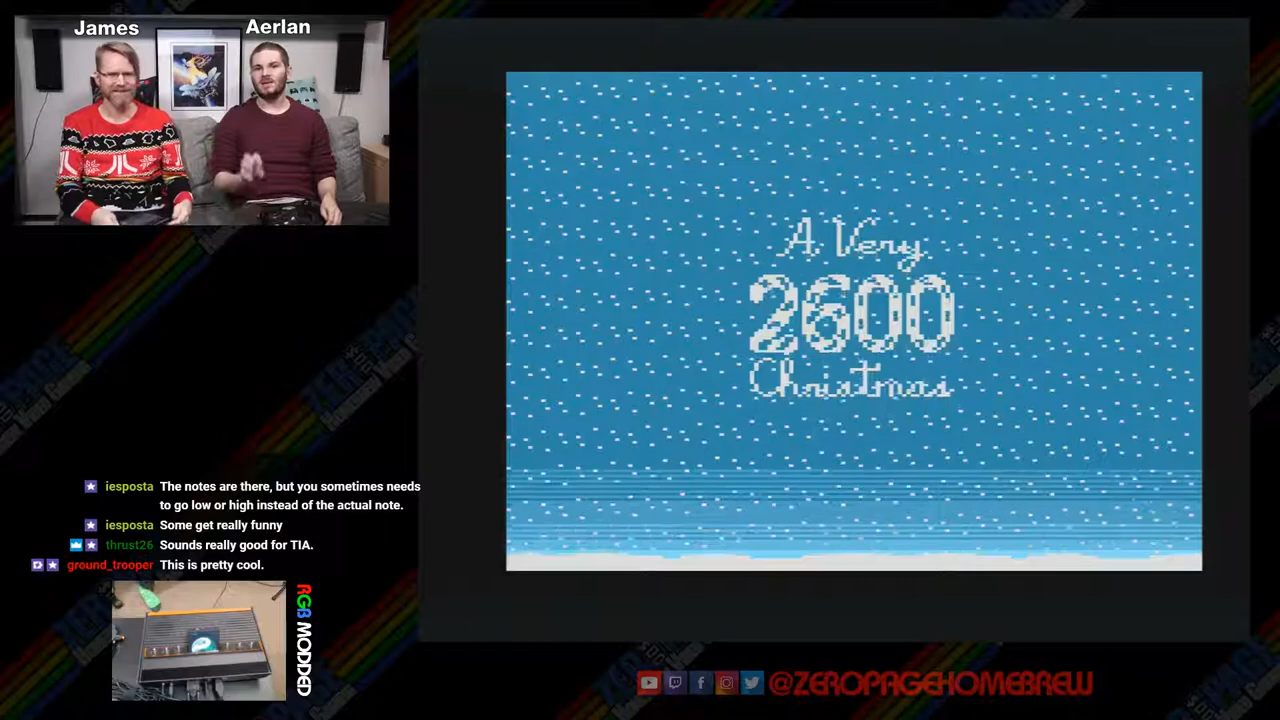 James
Aerlan
A Very
2600
Christmas
iesposta The notes are there, but you sometimes needs
to go low or high instead of the actual note.
iesposta Some get really funny
thrust26 Sounds really good for TIA.
ground_trooper This is pretty cool.
RGB MODDED
@ZEROPAGEHOMEBREW